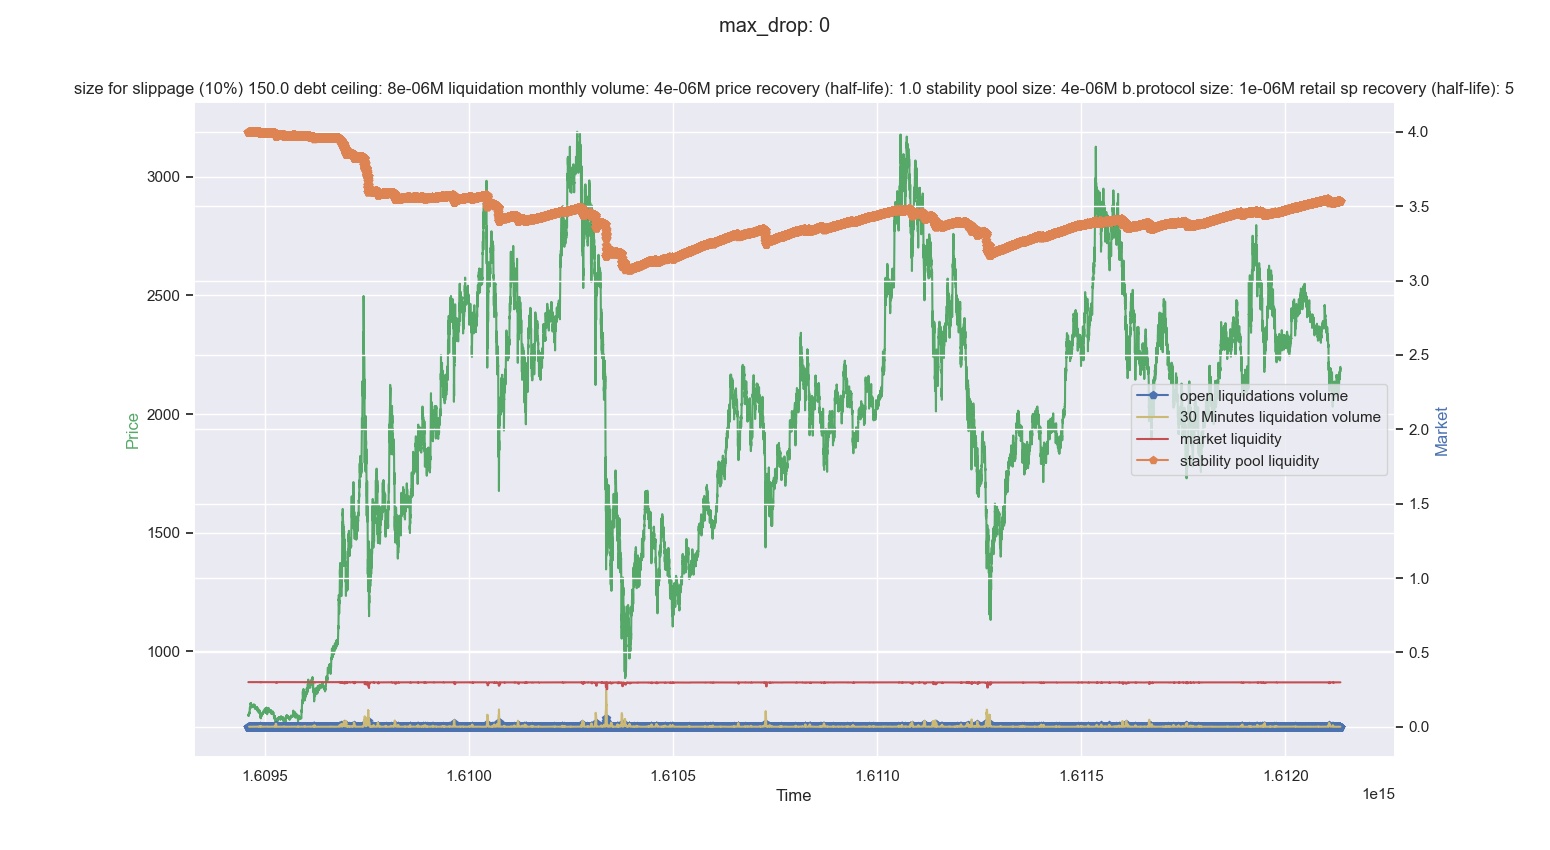 max_drop: 0
size for slippage (10%) 150.0 debt ceiling: 8e-06M liquidation monthly volume: 4e-06M price recovery (half-life): 1.0 stability pool size: 4e-06M b.protocol size: 1e-06M retail sp recovery (half-life): 5
4.0
3000
3.5
3.0
2500
2.5
open liquidations volume
2000
30 Minutes liquidation volume
2.0
Price
Market
market liquidity
stability pool liquidity
1.5
1500
1.0
1000
0.5
0.0
1.6095 1.6100 1.6105 1.6110 1.6115 1.6120
Time
1e15